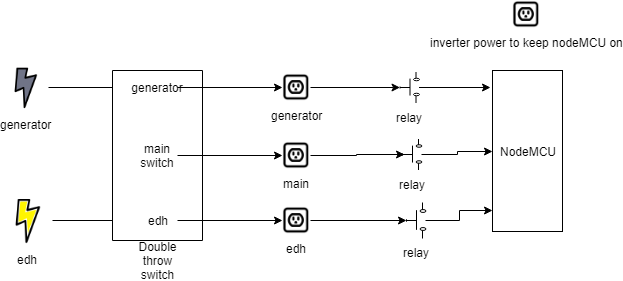 inverter power to keep nodeMCU on
generator
generator
generator
relay
main
switch
main
relay
NodeMCU
edh
edh
edh
relay
Double
throw
switch